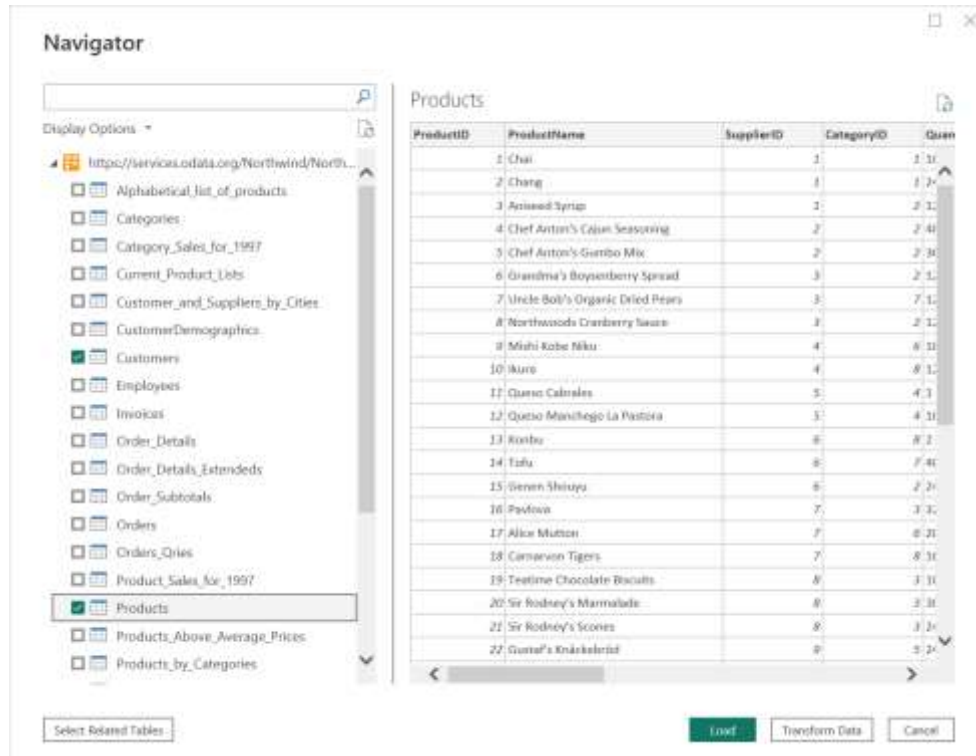 Navigator
Display Options
https://services.odata.org/Northwind/North...
Alphabetical_list_of_products
Categories
Category_Sales_for_1997
Current_Product_Lists
Customer_and_Suppliers_by_Cities
CustomerDemographics
Customers
Employees
Invoices
Order_Details
Order_Details_Extendeds
Order_Subtotals
Orders
Orders_Qries
Product_Sales_for_1997
Products
Products_Above_Average_Prices
Products_by_Categories
Select Related Tables
Products
ProductID ProductName SupplierID CategoryID Quan
1 Chai 1 1
2 Chang 1 1
3 Aniseed Syrup 1 2
4 Chef Anton's Cajun Seasoning 2 2
5 Chef Anton's Gumbo Mix 2 2
6 Grandma's Boysenberry Spread 3 2
7 Uncle Bob's Organic Dried Pears 3 7
8 Northwoods Cranberry Sauce 3 2
9 Mishi Kobe Niku 4 6
10 Ikura 4 8
11 Queso Cabrales 5 4
12 Queso Manchego La Pastora 5 4
13 Konbu 6 8
14 Tofu 6 7
15 Genen Shouyu 6 2
16 Pavlova 7 3
17 Alice Mutton 7 6
18 Carnarvon Tigers 7 8
19 Teatime Chocolate Biscuits 8 3
20 Sir Rodney's Marmalade 8 3
21 Sir Rodney's Scones 8 3
22 Gustaf's Knäckebröd 9 5
Load Transform Data Cancel